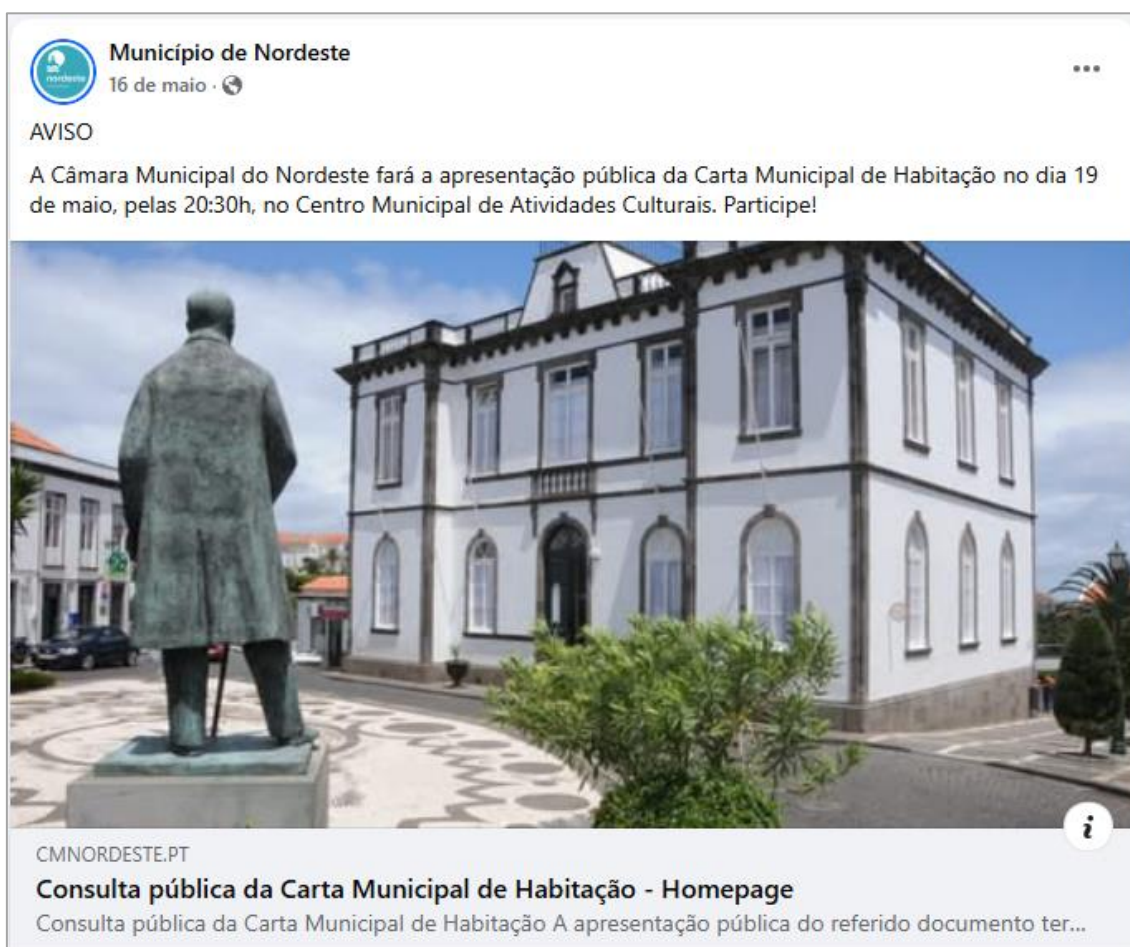 Município de Nordeste
nordeste
16 de maio ·
AVISO
A Câmara Municipal do Nordeste fará a apresentação pública da Carta Municipal de Habitação no dia 19
de maio, pelas 20:30h, no Centro Municipal de Atividades Culturais. Participe!
CMNORDESTE.PT
Consulta pública da Carta Municipal de Habitação - Homepage
Consulta pública da Carta Municipal de Habitação A apresentação pública do referido documento ter...